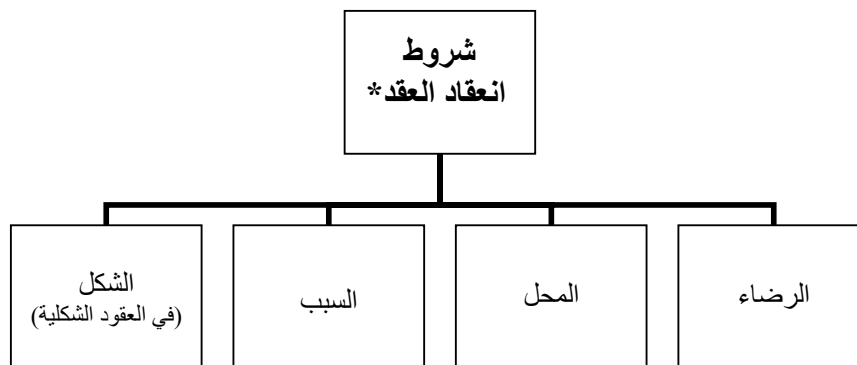 شروط
انعقاد العقد*
الرضاء
المحل
السبب
الشكل
(في العقود الشكلية)